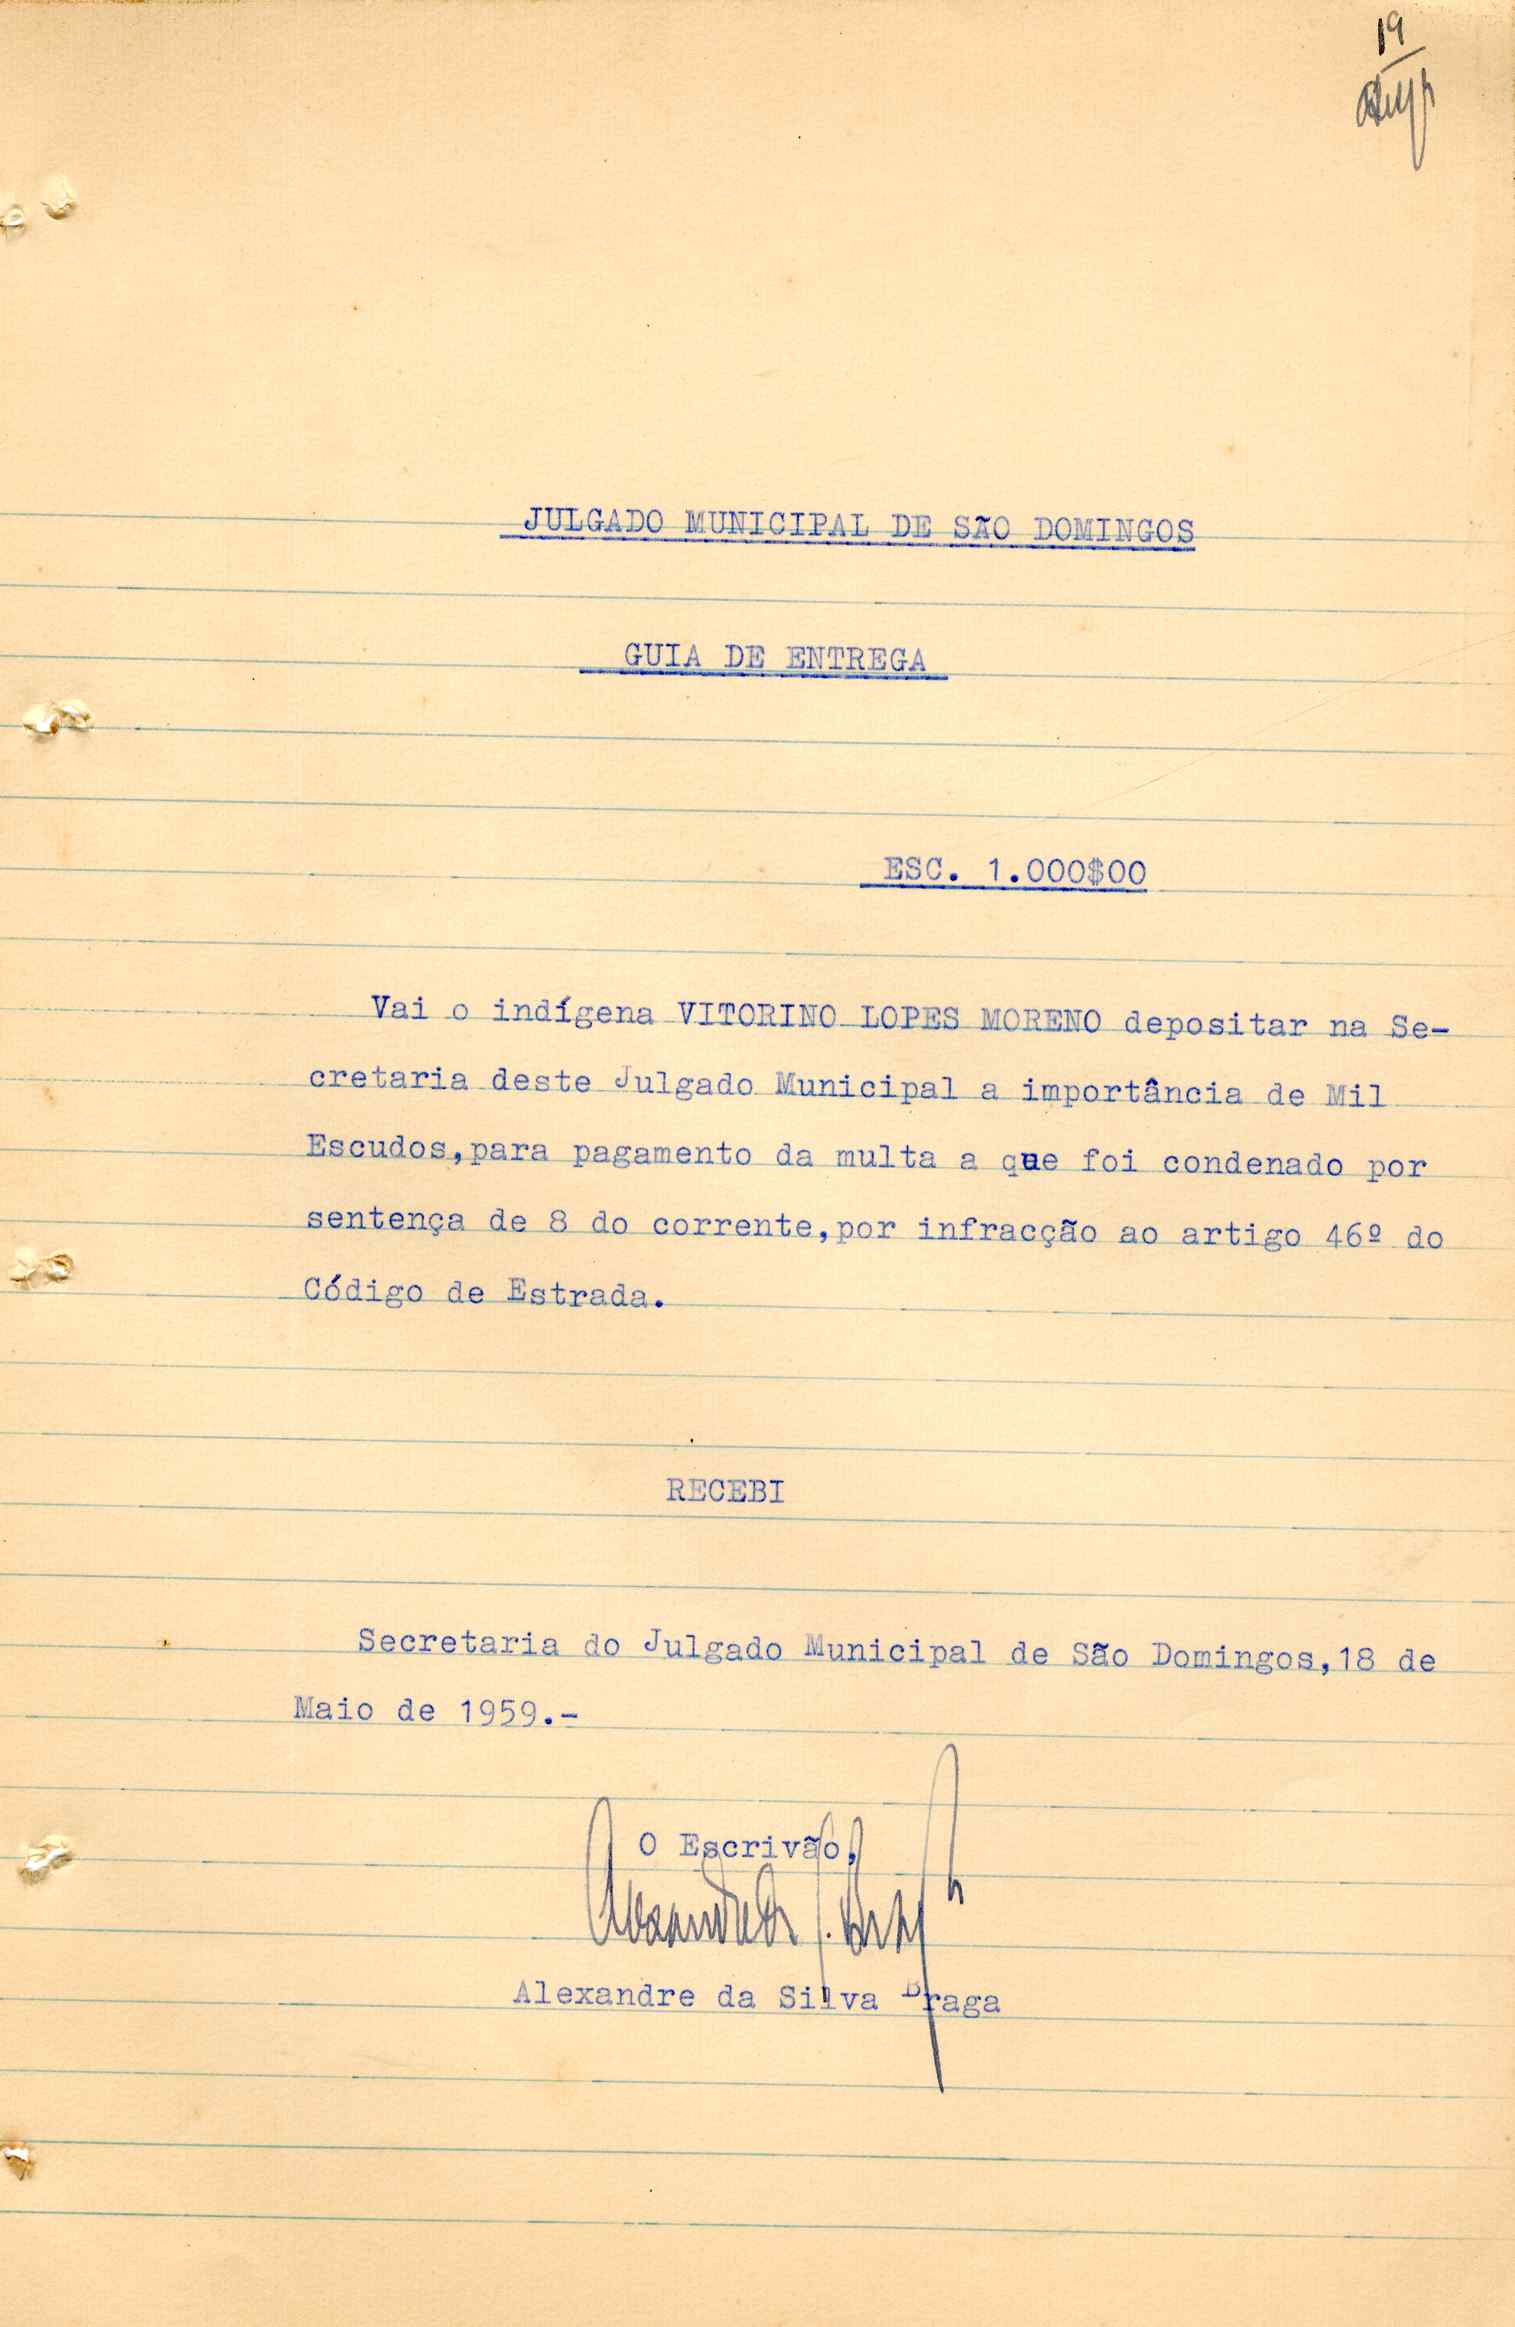 19
JULGADO MUNICIPAL DE SÃO DOMINGOS
GUIA DE ENTREGA
ESC. 1.000$00
Vai o indígena VITORINO LOPES MORENO depositar na Se-
cretaria deste Julgado Municipal a importância de Mil
Escudos,para pagamento da multa a que foi condenado por
sentença de 8 do corrente,por infracção ao artigo 46º do
Código de Estrada.
RECEBI
Secretaria do Julgado Municipal de São Domingos,18 de
Maio de 1959.-
O Escrivão,
Alexandre da Silva Braga